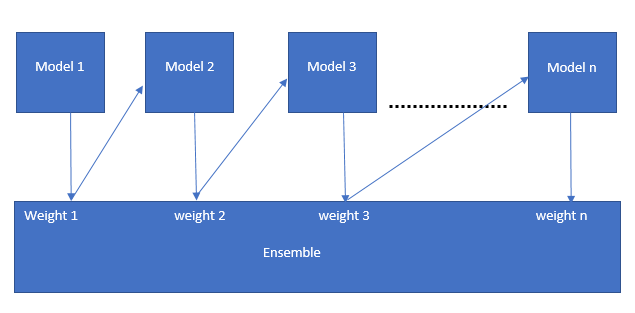 Model 1
Model 2
Model 3
Model n
Weight 1
weight 2
weight 3
weight n
Ensemble